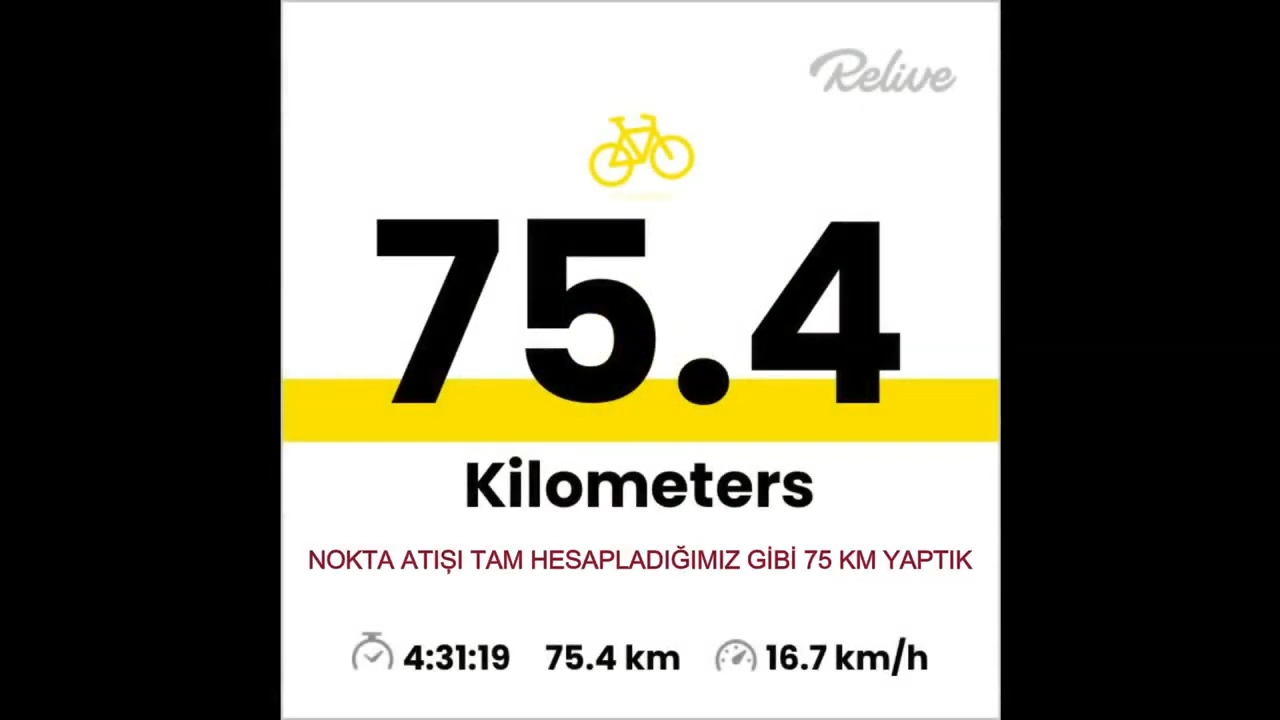 Relive
75.4
Kilometers
NOKTA ATIŞI TAM HESAPLADIĞIMIZ GİBİ 75 KM YAPTIK
4:31:19 75.4 km 16.7 km/h